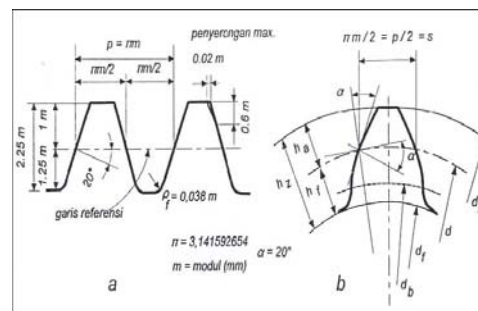 penyerongan max.
0.02 m
p = πm
πm/2 πm/2
2.25 m
1 m
1.25 m
0.6 m
20°
ρf = 0,038 m
garis referensi
π = 3,141592654
m = modul (mm)
α = 20°
a
πm/2 = p/2 = s
α
ha
hf
hz
α
d
df
db
b